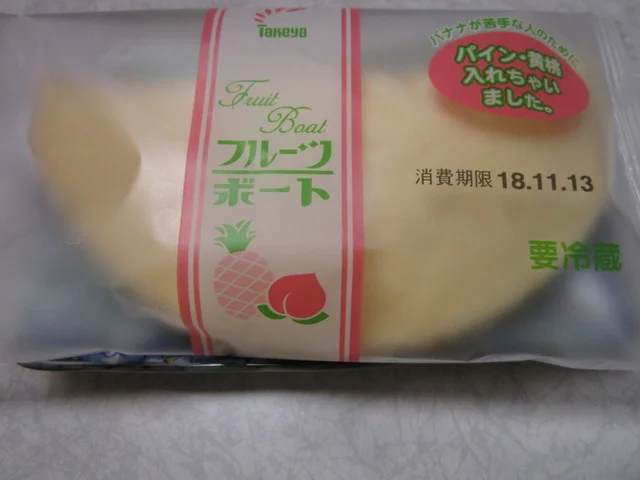 Takeya
Fruit
Boat
フルーツ
ボート
バナナが苦手な人のために
パイン・黄桃
入れちゃい
ました。
消費期限 18.11.13
要冷蔵